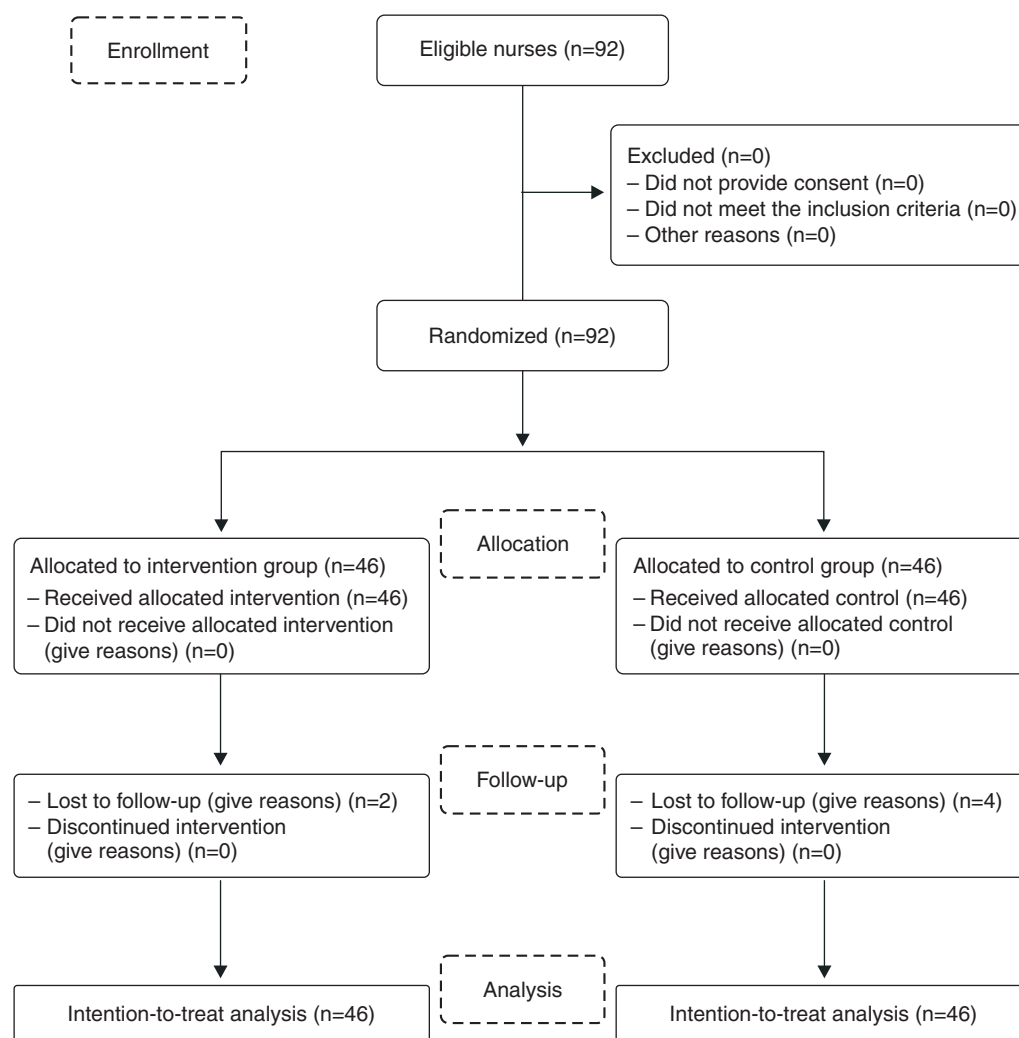 Enrollment
Eligible nurses (n=92)
Excluded (n=0)
– Did not provide consent (n=0)
– Did not meet the inclusion criteria (n=0)
– Other reasons (n=0)
Randomized (n=92)
Allocation
Allocated to intervention group (n=46)
– Received allocated intervention (n=46)
– Did not receive allocated intervention
(give reasons) (n=0)
Allocated to control group (n=46)
– Received allocated control (n=46)
– Did not receive allocated control
(give reasons) (n=0)
Follow-up
– Lost to follow-up (give reasons) (n=2)
– Discontinued intervention
(give reasons) (n=0)
– Lost to follow-up (give reasons) (n=4)
– Discontinued intervention
(give reasons) (n=0)
Analysis
Intention-to-treat analysis (n=46)
Intention-to-treat analysis (n=46)